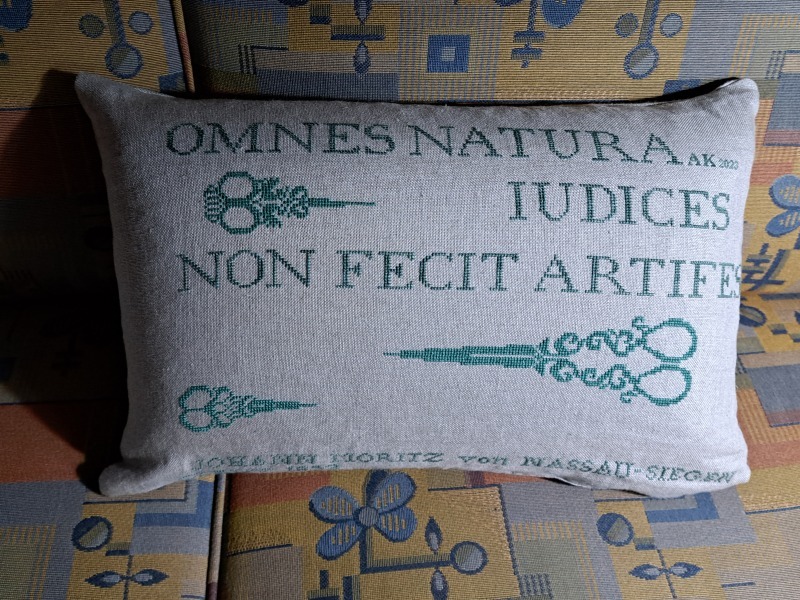 OMNES NATURA AK 2020
IUDICES
NON FECIT ARTIFES
JOHANN MORITZ von NASSAU-SIEGEN